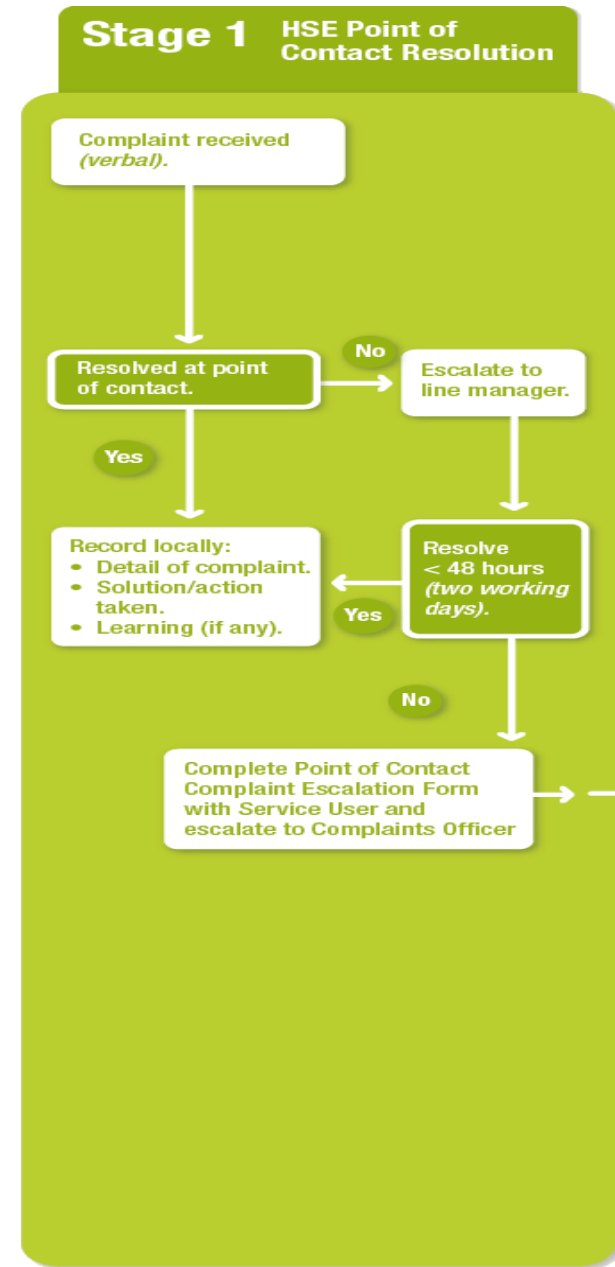 Stage 1
HSE Point of
Contact Resolution
Complaint received
(verbal).
Resolved at point
of contact.
No
Escalate to
line manager.
Yes
Record locally:
• Detail of complaint.
• Solution/action
taken.
• Learning (if any).
Resolve
< 48 hours
(two working
days).
Yes
No
Complete Point of Contact
Complaint Escalation Form
with Service User and
escalate to Complaints Officer